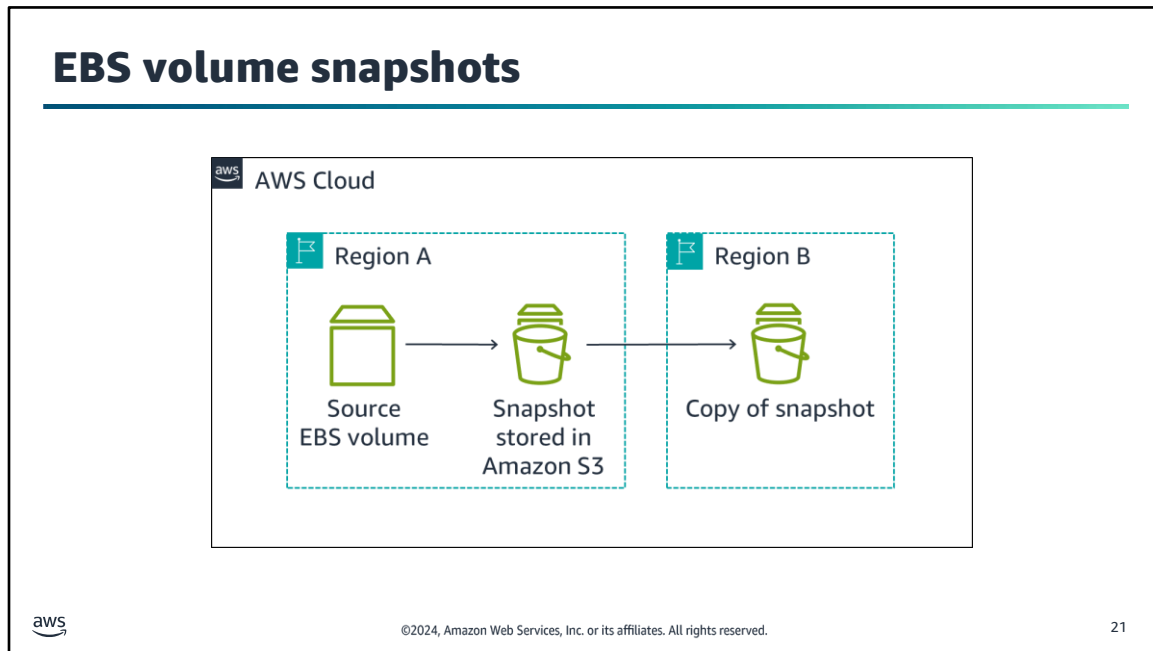 EBS volume snapshots
aws
AWS Cloud
Region A
Region B
Source
EBS volume
Snapshot
stored in
Amazon S3
Copy of snapshot
aws
©2024, Amazon Web Services, Inc. or its affiliates. All rights reserved.
21